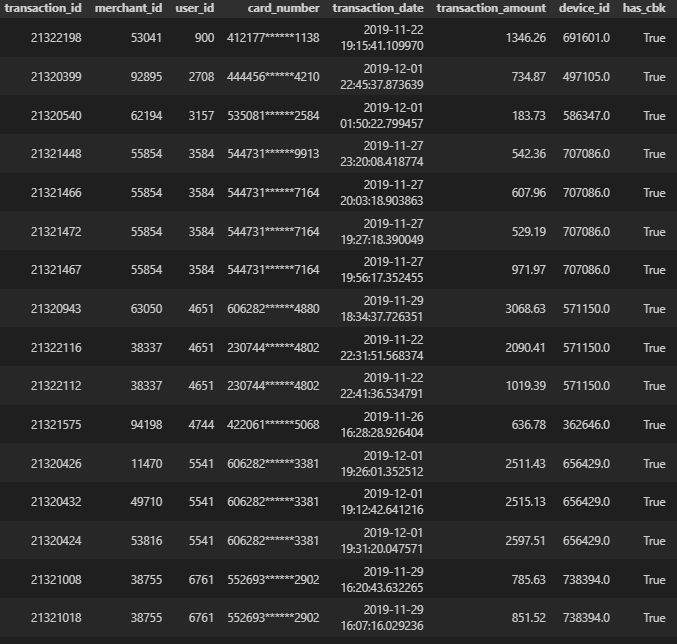 transaction_id merchant_id user_id card_number transaction_date transaction_amount device_id has_cbk
2019-11-22
21322198 53041 900 412177******1138 1346.26 691601.0 True
19:15:41.109970
2019-12-01
21320399 92895 2708 444456******4210 734.87 497105.0 True
22:45:37.873639
2019-12-01
21320540 62194 3157 535081******2584 183.73 586347.0 True
01:50:22.799457
2019-11-27
21321448 55854 3584 544731******9913 542.36 707086.0 True
23:20:08.418774
2019-11-27
21321466 55854 3584 544731******7164 607.96 707086.0 True
20:03:18.903863
2019-11-27
21321472 55854 3584 544731******7164 529.19 707086.0 True
19:27:18.390049
2019-11-27
21321467 55854 3584 544731******7164 971.97 707086.0 True
19:56:17.352455
2019-11-29
21320943 63050 4651 606282******4880 3068.63 571150.0 True
18:34:37.726351
2019-11-22
21322116 38337 4651 230744******4802 2090.41 571150.0 True
22:31:51.568374
2019-11-22
21322112 38337 4651 230744******4802 1019.39 571150.0 True
22:41:36.534791
2019-11-26
21321575 94198 4744 422061******5068 636.78 362646.0 True
16:28:28.926404
2019-12-01
21320426 11470 5541 606282******3381 2511.43 656429.0 True
19:26:01.352512
2019-12-01
21320432 49710 5541 606282******3381 2515.13 656429.0 True
19:12:42.641216
2019-12-01
21320424 53816 5541 606282******3381 2597.51 656429.0 True
19:31:20.047571
2019-11-29
21321008 38755 6761 552693******2902 785.63 738394.0 True
16:20:43.632265
2019-11-29
21321018 38755 6761 552693******2902 851.52 738394.0 True
16:07:16.029236